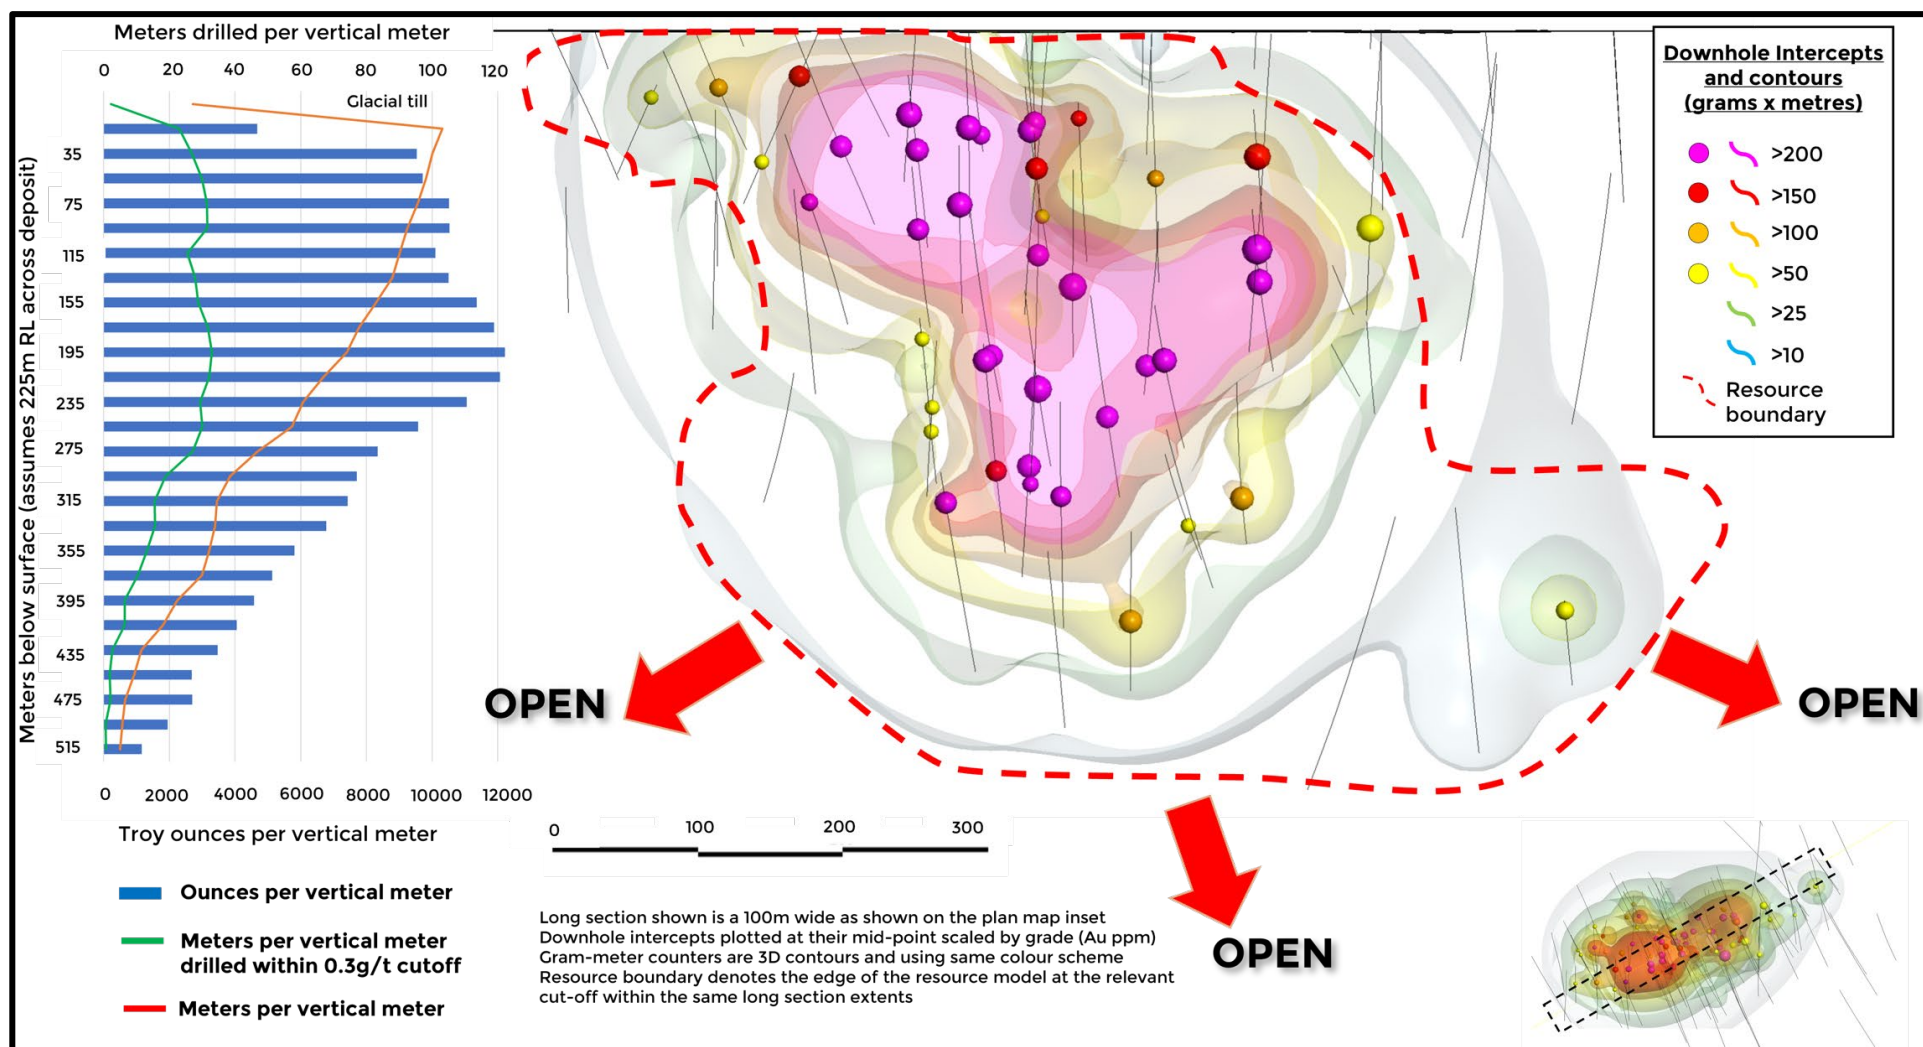 Meters drilled per vertical meter
0 20 40 60 80 100 120
Glacial till
Meters below surface (assumes 225m RL across deposit)
35
75
115
155
195
235
275
315
355
395
435
475
515
0 2000 4000 6000 8000 10000 12000
Troy ounces per vertical meter
Ounces per vertical meter
Meters per vertical meter
drilled within 0.3g/t cutoff
Meters per vertical meter
Downhole Intercepts
and contours
(grams x metres)
>200
>150
>100
>50
>25
>10
Resource
boundary
OPEN
OPEN
OPEN
0 100 200 300
Long section shown is a 100m wide as shown on the plan map inset
Downhole intercepts plotted at their mid-point scaled by grade (Au ppm)
Gram-meter counters are 3D contours and using same colour scheme
Resource boundary denotes the edge of the resource model at the relevant
cut-off within the same long section extents